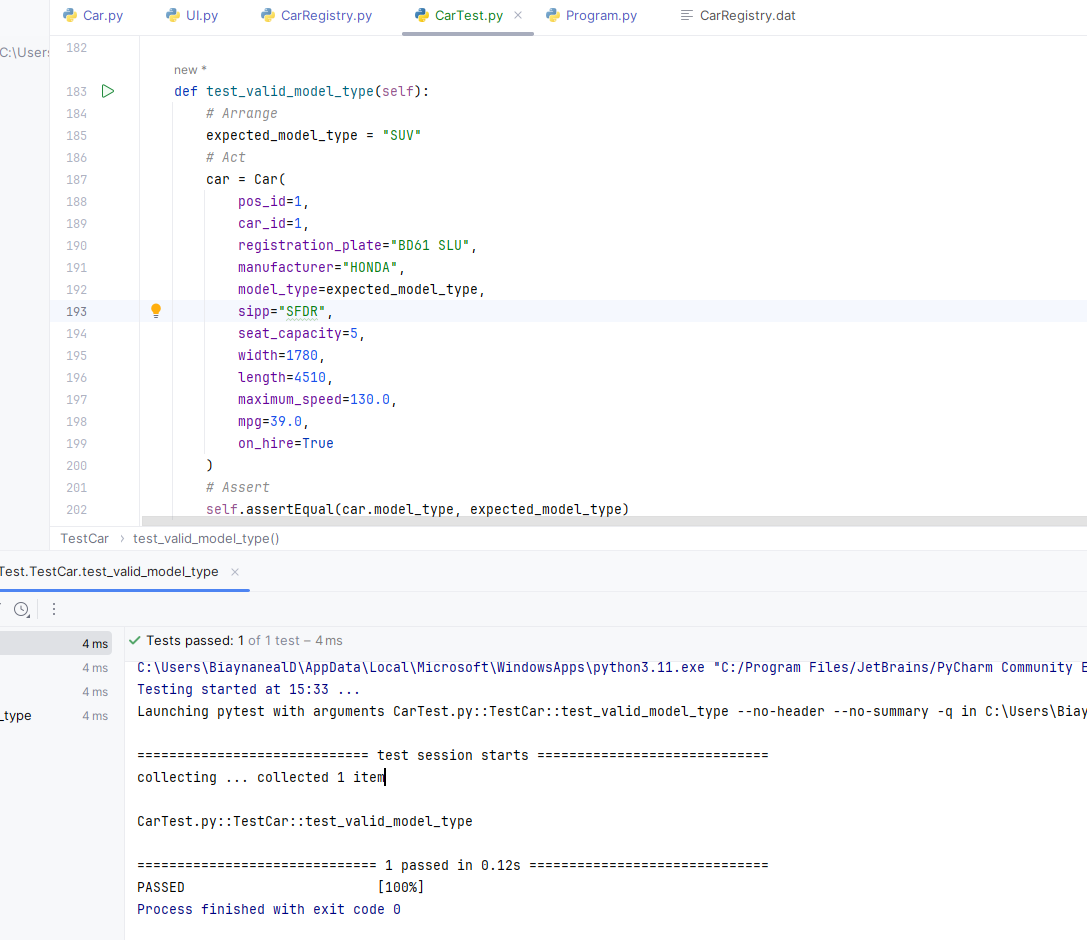 Car.py UI.py CarRegistry.py CarTest.py × Program.py CarRegistry.dat
C:\Users
182
new *
183 def test_valid_model_type(self):
184 # Arrange
185 expected_model_type = "SUV"
186 # Act
187 car = Car(
188 pos_id=1,
189 car_id=1,
190 registration_plate="BD61 SLU",
191 manufacturer="HONDA",
192 model_type=expected_model_type,
193 sipp="SFDR",
194 seat_capacity=5,
195 width=1780,
196 length=4510,
197 maximum_speed=130.0,
198 mpg=39.0,
199 on_hire=True
200 )
201 # Assert
202 self.assertEqual(car.model_type, expected_model_type)
TestCar › test_valid_model_type()
Test.TestCar.test_valid_model_type ×
4 ms Tests passed: 1 of 1 test – 4 ms
4 ms C:\Users\BiaynanealD\AppData\Local\Microsoft\WindowsApps\python3.11.exe "C:/Program Files/JetBrains/PyCharm Community E
4 ms Testing started at 15:33 ...
_type 4 ms Launching pytest with arguments CarTest.py::TestCar::test_valid_model_type --no-header --no-summary -q in C:\Users\Biay
============================= test session starts =============================
collecting ... collected 1 item
CarTest.py::TestCar::test_valid_model_type
============================== 1 passed in 0.12s ==============================
PASSED [100%]
Process finished with exit code 0